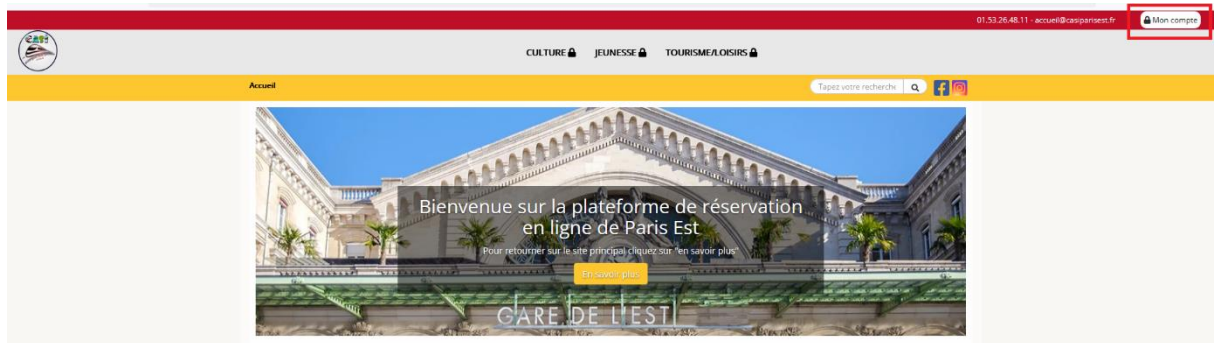 01.53.26.48.11 - accueil@casiparisest.fr
Mon compte
CASI
CULTURE
JEUNESSE
TOURISME/LOISIRS
Accueil
Tapez votre recherche
Bienvenue sur la plateforme de réservation
en ligne de Paris Est
Pour retourner sur le site principal cliquez sur "en savoir plus"
En savoir plus
GARE DE L'EST